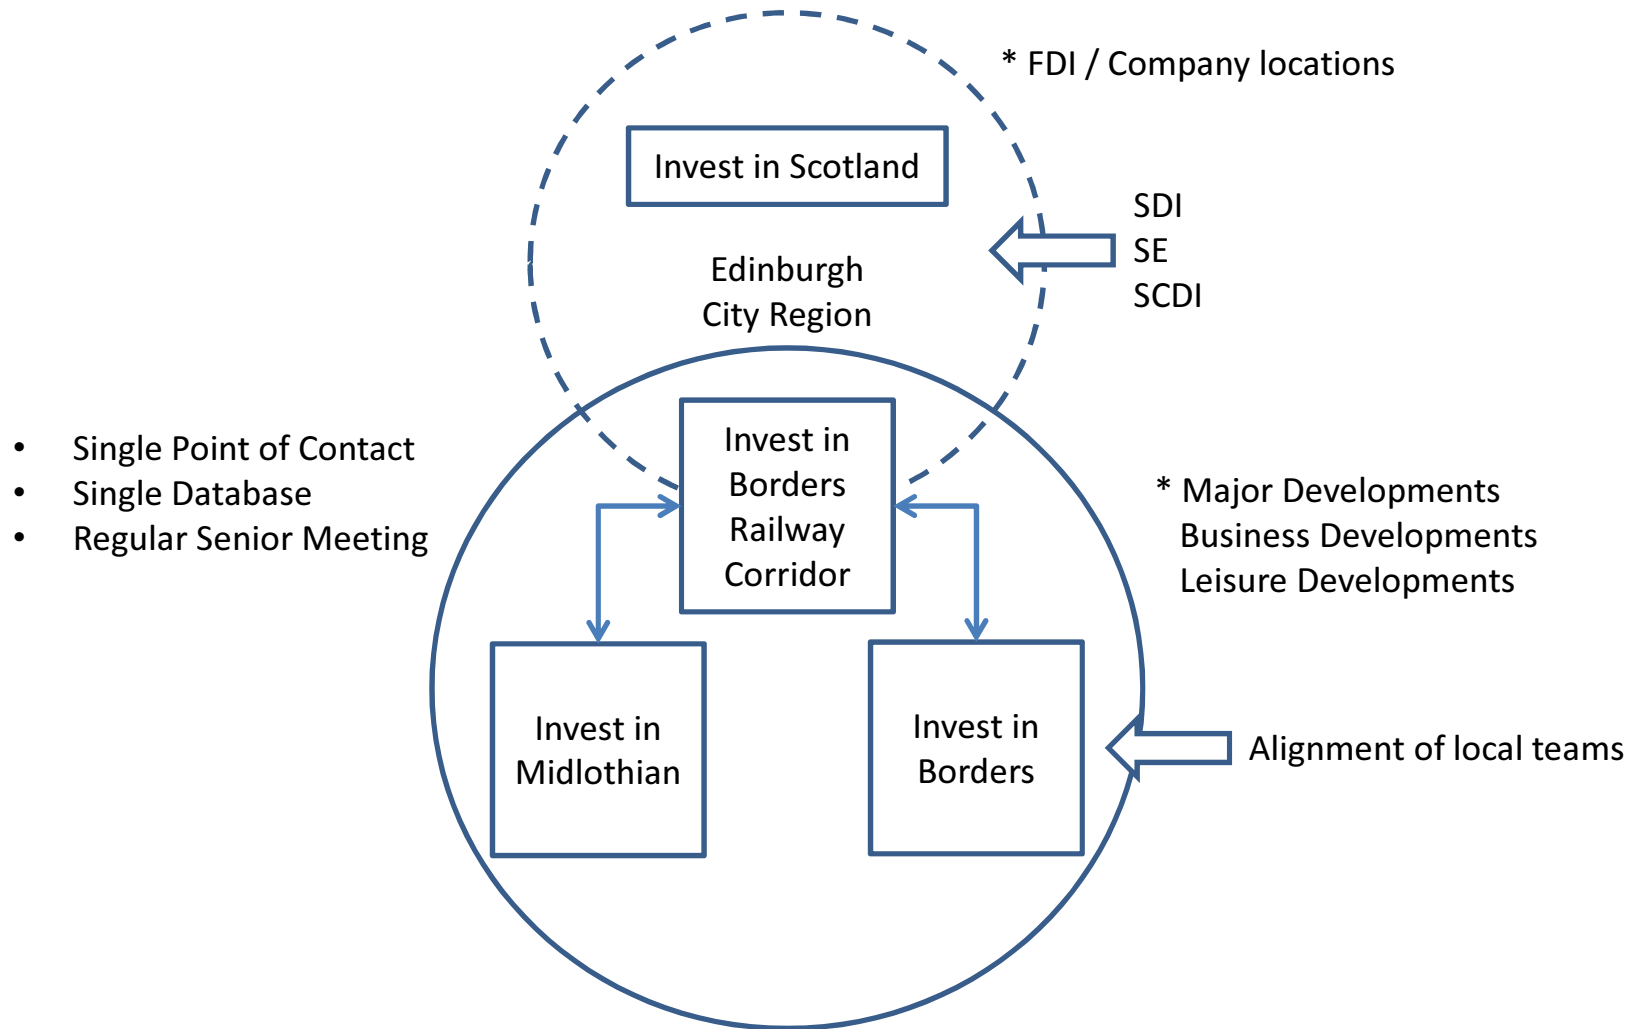 * FDI / Company locations
Invest in Scotland
SDI
SE
SCDI
Edinburgh
City Region
• Single Point of Contact
• Single Database
• Regular Senior Meeting
Invest in
Borders
Railway
Corridor
* Major Developments
Business Developments
Leisure Developments
Invest in
Midlothian
Invest in
Borders
Alignment of local teams